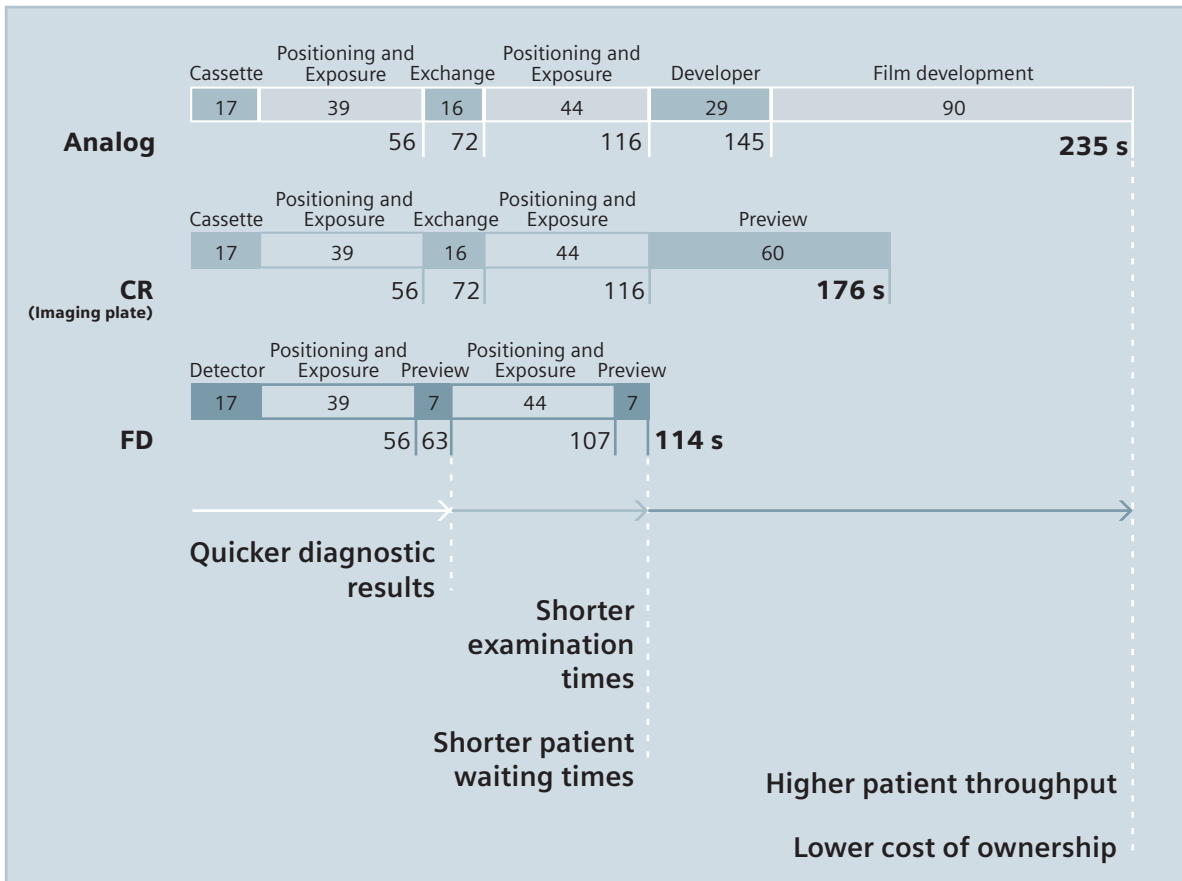 Positioning and
Positioning and
Cassette Exposure Exchange Exposure Developer Film development
17 39 16 44 29 90
Analog 56 72 116 145 235 s
Positioning and
Positioning and
Cassette Exposure Exchange Exposure Preview
17 39 16 44 60
CR 56 72 116 176 s
(Imaging plate)
Positioning and
Positioning and
Detector Exposure Preview Exposure Preview
17 39 7 44 7
FD 56 63 107 114 s
Quicker diagnostic
results
Shorter
examination
times
Shorter patient
waiting times
Higher patient throughput
Lower cost of ownership